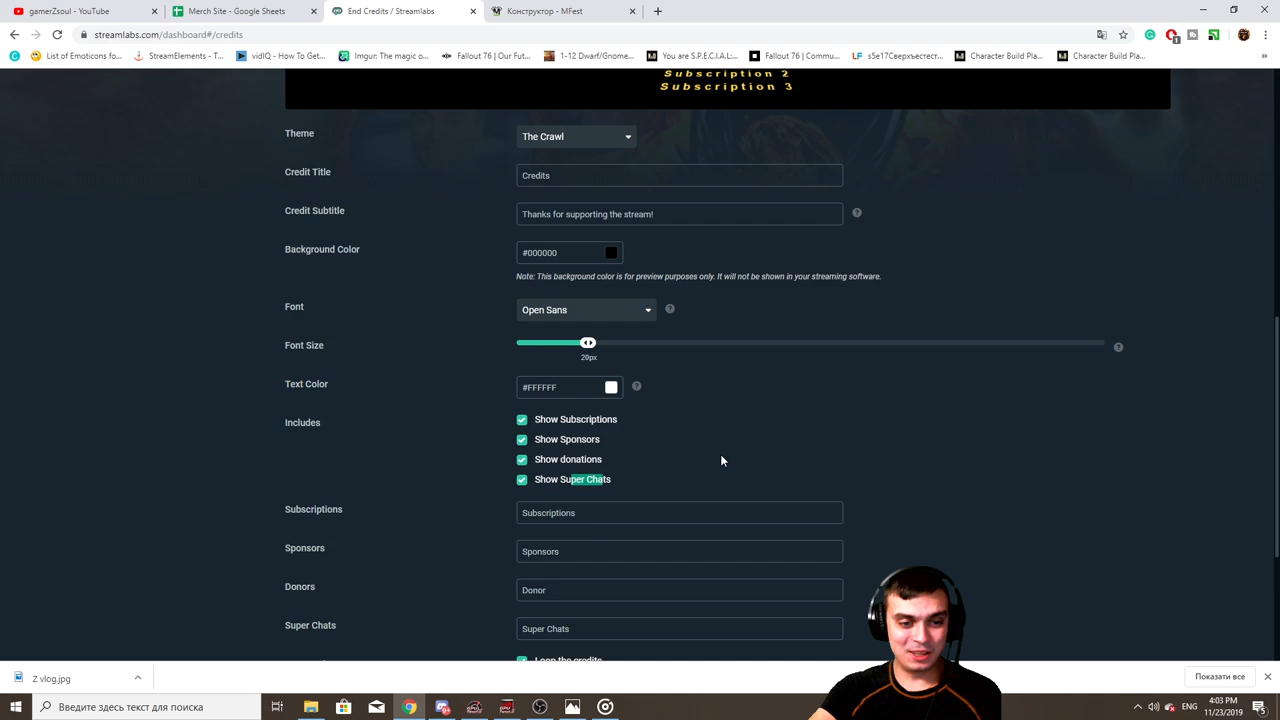 gamerZsoul - YouTube
Merch Site - Google Sheets
End Credits / Streamlabs
Конструктор - MFest
streamlabs.com/dashboard#/credits
List of Emoticons fo...
StreamElements - T...
vidIQ - How To Get...
Imgur: The magic o...
Fallout 76 | Our Fut...
1-12 Dwarf/Gnome...
You are S.P.E.C.I.A.L:...
Fallout 76 | Commu...
s5e17Сверхъестест...
Character Build Pla...
Character Build Pla...
Subscription 2
Subscription 3
Theme
The Crawl
Credit Title
Credits
Credit Subtitle
Thanks for supporting the stream!
Background Color
#000000
Note: This background color is for preview purposes only. It will not be shown in your streaming software.
Font
Open Sans
Font Size
20px
Text Color
#FFFFFF
Includes
Show Subscriptions
Show Sponsors
Show donations
Show Super Chats
Subscriptions
Subscriptions
Sponsors
Sponsors
Donors
Donor
Super Chats
Super Chats
Loop the credits
Z vlog.jpg
Показати все
Введите здесь текст для поиска
ENG
4:03 PM
11/23/2019